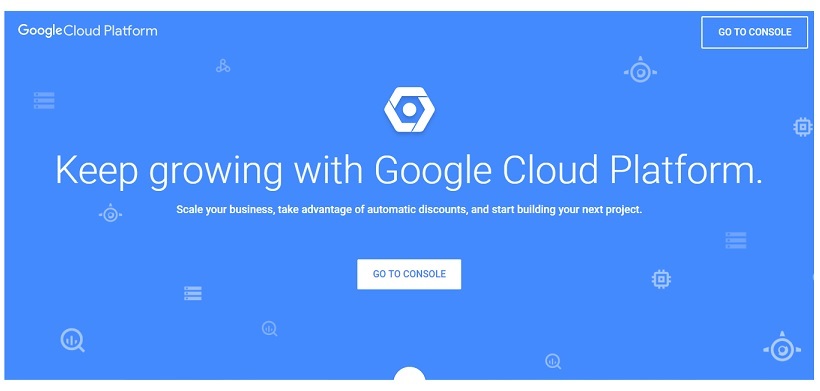 Google Cloud Platform
GO TO CONSOLE
Keep growing with Google Cloud Platform.
Scale your business, take advantage of automatic discounts, and start building your next project.
GO TO CONSOLE